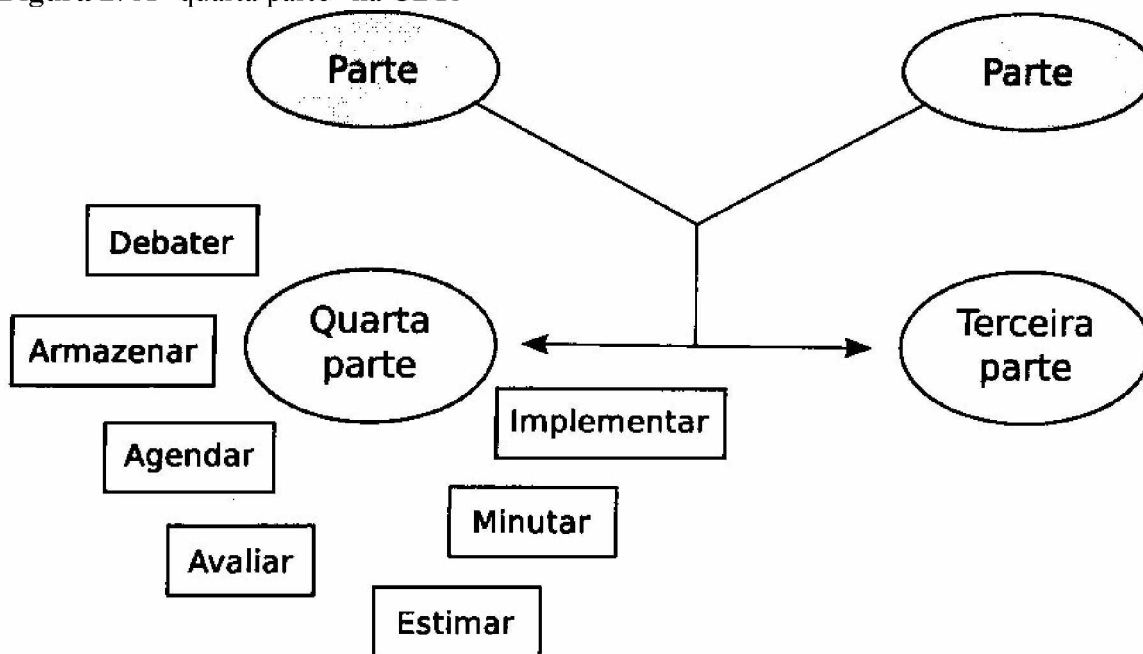 Parte
Parte
Debater
Armazenar
Quarta
parte
Terceira
parte
Agendar
Implementar
Avaliar
Minutar
Estimar